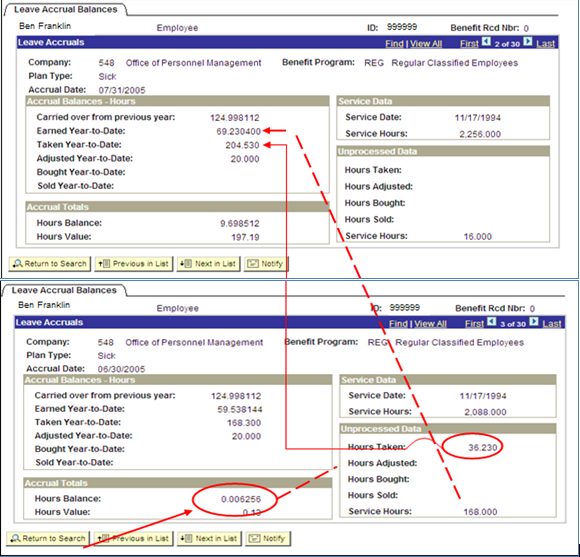 Leave Accrual Balances
Ben Franklin Employee ID: 999999 Benefit Rcd Nbr: 0
Leave Accruals Find | View All First 2 of 30 Last
Company: 548 Office of Personnel Management Benefit Program: REG Regular Classified Employees
Plan Type: Sick
Accrual Date: 07/31/2005
Accrual Balances - Hours Service Data
Carried over from previous year: 124.998112 Service Date: 11/17/1994
Earned Year-to-Date: 69.230400 Service Hours: 2,256.000
Taken Year-to-Date: 204.530 Unprocessed Data
Adjusted Year-to-Date: 20.000 Hours Taken:
Bought Year-to-Date: Hours Adjusted:
Sold Year-to-Date: Hours Bought:
Accrual Totals Hours Sold:
Hours Balance: 9.698512
Hours Value: 197.19 Service Hours: 16.000
Return to Search Previous in List Next in List Notify
Leave Accrual Balances
Ben Franklin Employee ID: 999999 Benefit Rcd Nbr: 0
Leave Accruals Find | View All First 3 of 30 Last
Company: 548 Office of Personnel Management Benefit Program: REG Regular Classified Employees
Plan Type: Sick
Accrual Date: 06/30/2005
Accrual Balances - Hours Service Data
Carried over from previous year: 124.998112 Service Date: 11/17/1994
Earned Year-to-Date: 59.538144 Service Hours: 2,088.000
Taken Year-to-Date: 168.300 Unprocessed Data
Adjusted Year-to-Date: 20.000 Hours Taken: 36.230
Bought Year-to-Date: Hours Adjusted:
Sold Year-to-Date: Hours Bought:
Accrual Totals
Hours Balance: 0.006256 Hours Sold:
Hours Value: 0.13 Service Hours: 168.000
Return to Search Previous in List Next in List Notify